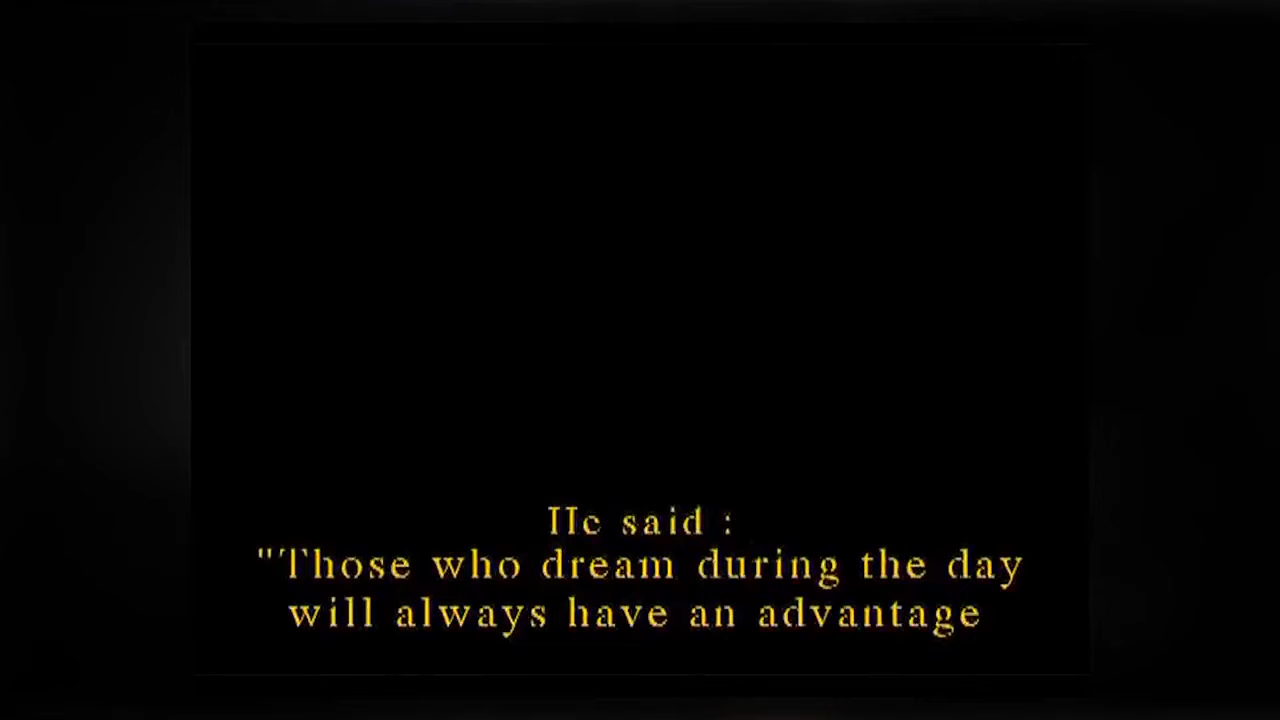 He said :
"Those who dream during the day
will always have an advantage